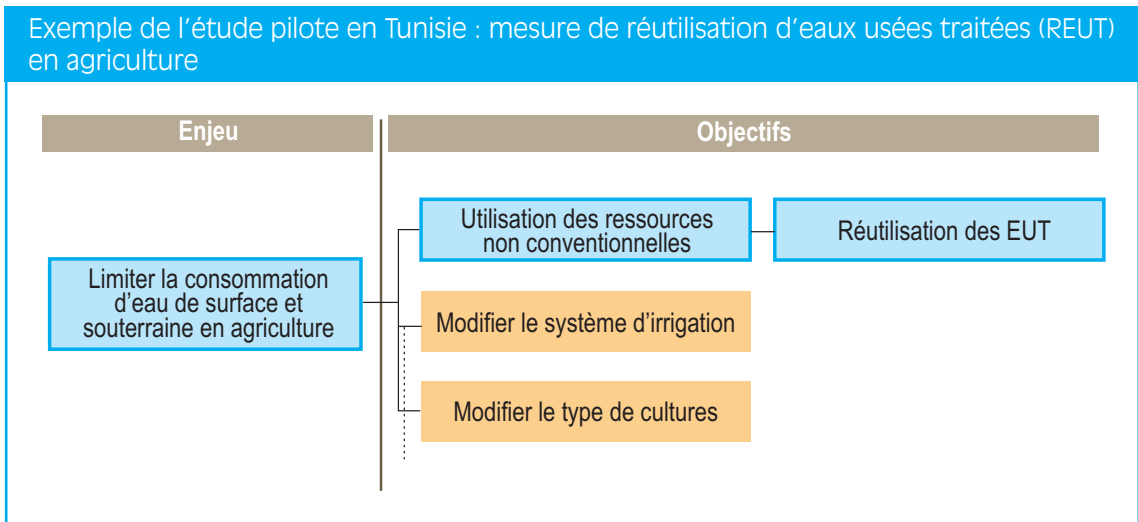 Exemple de l’étude pilote en Tunisie : mesure de réutilisation d’eaux usées traitées (REUT)
en agriculture
Enjeu
Objectifs
Limiter la consommation
d’eau de surface et
souterraine en agriculture
Utilisation des ressources
non conventionnelles
Réutilisation des EUT
Modifier le système d’irrigation
Modifier le type de cultures